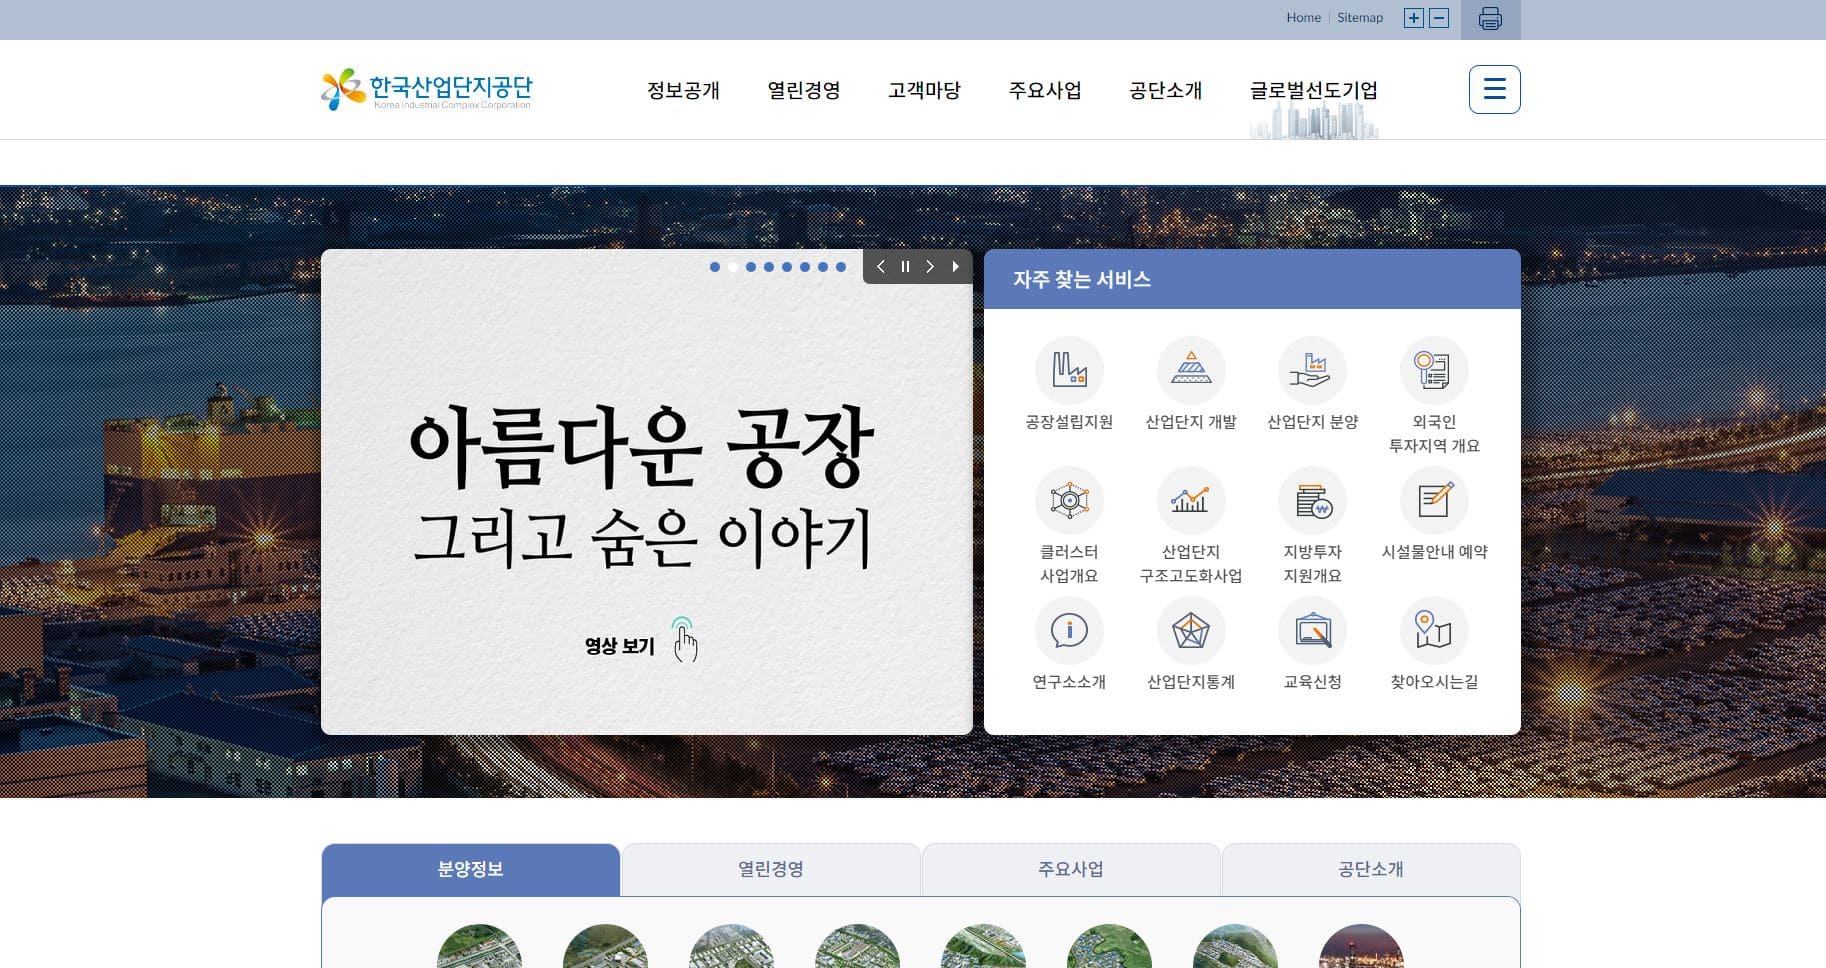 Home
Sitemap
한국산업단지공단
Korea Industrial Complex Corporation
정보공개
열린경영
고객마당
주요사업
공단소개
글로벌선도기업
아름다운 공장
그리고 숨은 이야기
영상 보기
자주 찾는 서비스
공장설립지원
산업단지 개발
산업단지 분양
외국인
투자지역 개요
클러스터
사업개요
산업단지
구조고도화사업
지방투자
지원개요
시설물안내 예약
연구소소개
산업단지통계
교육신청
찾아오시는길
분양정보
열린경영
주요사업
공단소개